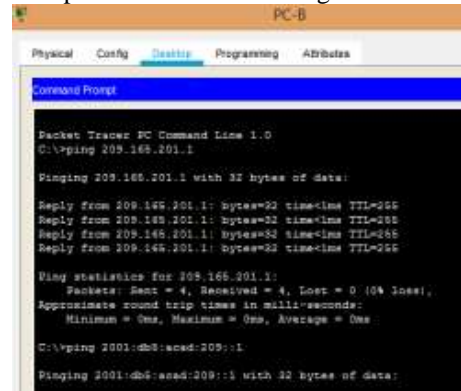 PC-B
Physical Config Desktop Programming Attributes
Command Prompt
Packet Tracer PC Command Line 1.0
C:\>ping 209.165.201.1
Pinging 209.165.201.1 with 32 bytes of data:
Reply from 209.165.201.1: bytes=32 time<1ms TTL=255
Reply from 209.165.201.1: bytes=32 time<1ms TTL=255
Reply from 209.165.201.1: bytes=32 time<1ms TTL=255
Reply from 209.165.201.1: bytes=32 time<1ms TTL=255
Ping statistics for 209.165.201.1:
Packets: Sent = 4, Received = 4, Lost = 0 (0% loss),
Approximate round trip times in milli-seconds:
Minimum = 0ms, Maximum = 0ms, Average = 0ms
C:\>ping 2001:db8:acad:209::1
Pinging 2001:db8:acad:209::1 with 32 bytes of data: